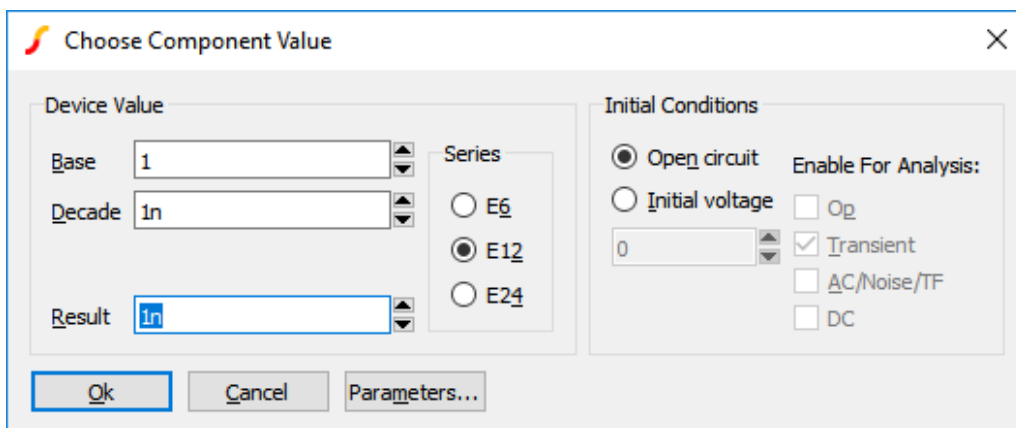 Choose Component Value
Device Value
Base 1
Decade 1n
Result 1n
Series
E6
E12
E24
Initial Conditions
Open circuit
Initial voltage
0
Enable For Analysis:
Op
Transient
AC/Noise/TF
DC
Ok Cancel Parameters...